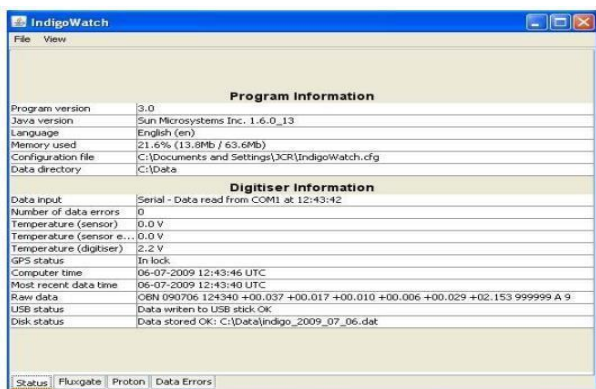 IndigoWatch
File View
Program Information
Program version 3.0
Java version Sun Microsystems Inc. 1.6.0_13
Language English (en)
Memory used 21.6% (13.8Mb / 63.6Mb)
Configuration file C:\Documents and Settings\JCR\IndigoWatch.cfg
Data directory C:\Data
Digitiser Information
Data input Serial - Data read from COM1 at 12:43:42
Number of data errors 0
Temperature (sensor) 0.0 V
Temperature (sensor e... 0.0 V
Temperature (digitiser) 2.2 V
GPS status In lock
Computer time 06-07-2009 12:43:46 UTC
Most recent data time 06-07-2009 12:43:40 UTC
Raw data OBN 090706 124340 +00.037 +00.017 +00.010 +00.006 +00.029 +02.153 999999 A 9
USB status Data writen to USB stick OK
Disk status Data stored OK: C:\Data\indigo_2009_07_06.dat
Status Fluxgate Proton Data Errors